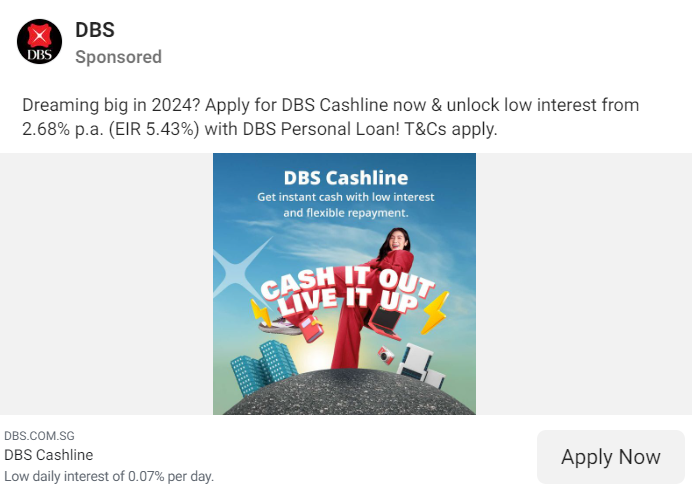 DBS
DBS
Sponsored
Dreaming big in 2024? Apply for DBS Cashline now & unlock low interest from
2.68% p.a. (EIR 5.43%) with DBS Personal Loan! T&Cs apply.
DBS Cashline
Get instant cash with low interest
and flexible repayment.
CASH IT OUT
LIVE IT UP
DBS.COM.SG
DBS Cashline
Low daily interest of 0.07% per day.
Apply Now